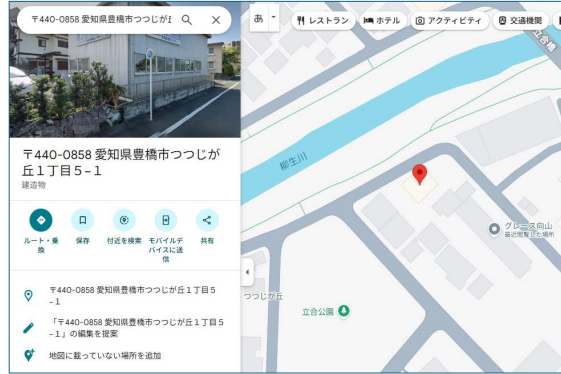 〒440-0858 愛知県豊橋市つつじが丘
あ
レストラン
ホテル
アクティビティ
交通機関
立合橋
柳生川
〒440-0858 愛知県豊橋市つつじが
丘1丁目5−1
建造物
ルート・乗
換
保存
付近を検索
モバイルデ
バイスに送
信
共有
グレース向山
最近閲覧した場所
〒440-0858 愛知県豊橋市つつじが丘1丁目5
−1
つつじが丘
立合公園
「〒440-0858 愛知県豊橋市つつじが丘1丁目5
−1」の編集を提案
地図に載っていない場所を追加